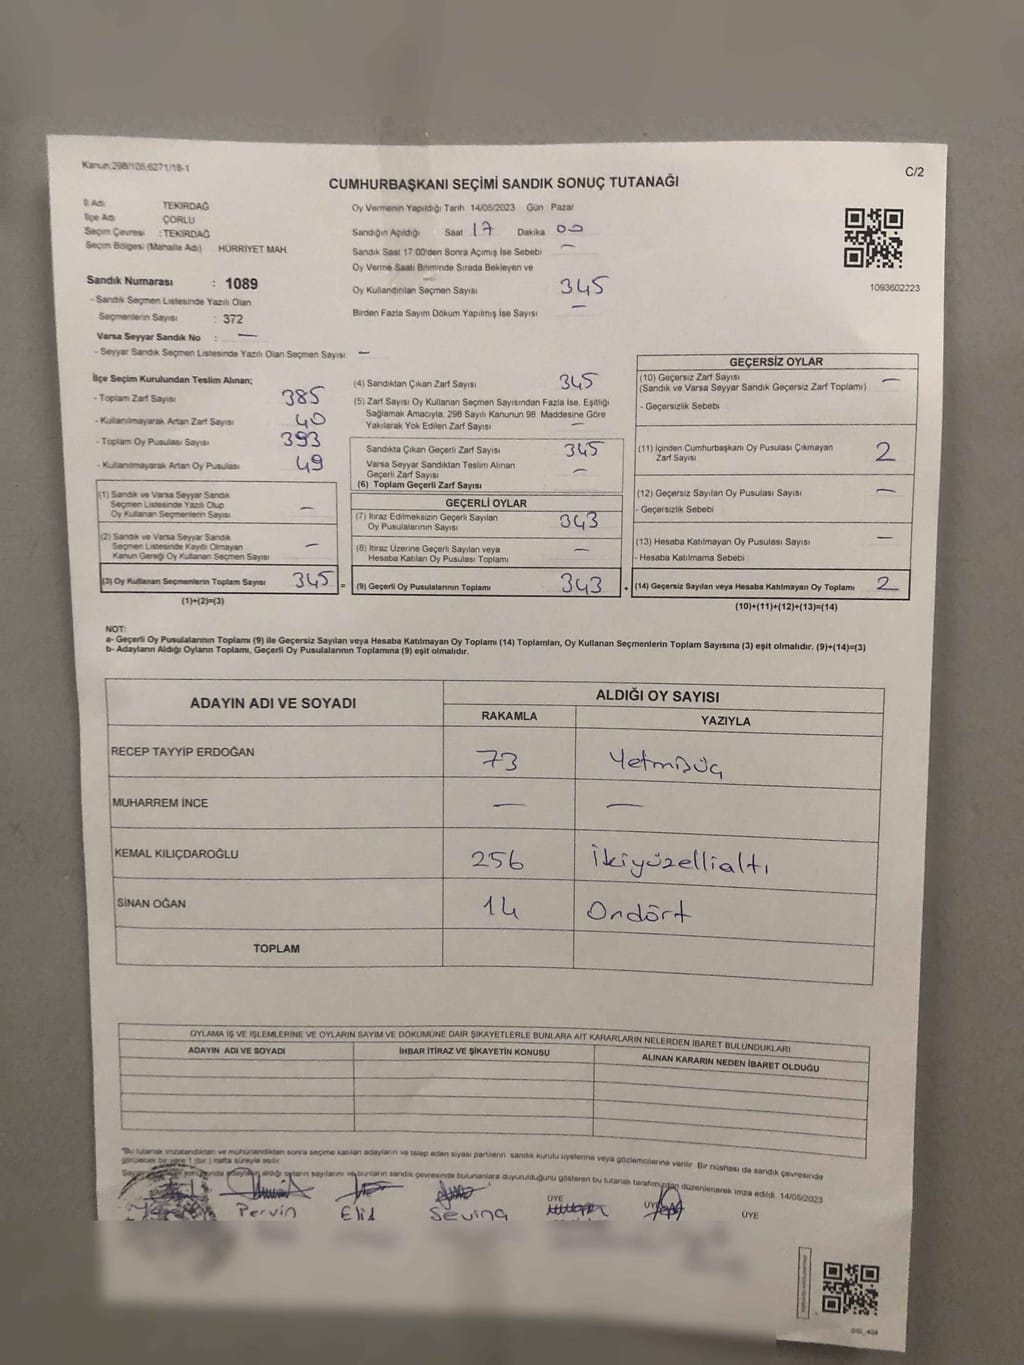 Kanun 298/105,6271/18-1
C/2
CUMHURBAŞKANI SEÇİMİ SANDIK SONUÇ TUTANAĞI
İl Adı TEKİRDAĞ
İlçe Adı ÇORLU
Seçim Çevresi : TEKİRDAĞ
Seçim Bölgesi (Mahalle Adı) HÜRRİYET MAH.
Sandık Numarası : 1089
- Sandık Seçmen Listesinde Yazılı Olan
Seçmenlerin Sayısı : 372
Varsa Seyyar Sandık No : —
- Seyyar Sandık Seçmen Listesinde Yazılı Olan Seçmen Sayısı —
Oy Vermenin Yapıldığı Tarih 14/05/2023 Gün Pazar
Sandığın Açıldığı Saat 17 Dakika 00
Sandık Saat 17:00'den Sonra Açılmış İse Sebebi —
Oy Verme Saati Bitiminde Sırada Bekleyen ve
Oy Kullandırılan Seçmen Sayısı 345
Birden Fazla Sayım Döküm Yapılmış İse Sayısı —
1093602223
İlçe Seçim Kurulundan Teslim Alınan;
- Toplam Zarf Sayısı 385
- Kullanılmayarak Artan Zarf Sayısı 40
- Toplam Oy Pusulası Sayısı 393
- Kullanılmayarak Artan Oy Pusulası 49
(1) Sandık ve Varsa Seyyar Sandık
Seçmen Listesinde Yazılı Olup
Oy Kullanan Seçmenlerin Sayısı —
(2) Sandık ve Varsa Seyyar Sandık
Seçmen Listesinde Kayıtlı Olmayan
Kanun Gereği Oy Kullanan Seçmen Sayısı —
(3) Oy Kullanan Seçmenlerin Toplam Sayısı 345 =
(1)+(2)=(3)
(4) Sandıktan Çıkan Zarf Sayısı 345
(5) Zarf Sayısı Oy Kullanan Seçmen Sayısından Fazla İse, Eşitliği
Sağlamak Amacıyla, 298 Sayılı Kanunun 98. Maddesine Göre
Yakılarak Yok Edilen Zarf Sayısı —
Sandıkta Çıkan Geçerli Zarf Sayısı 345
Varsa Seyyar Sandıktan Teslim Alınan
Geçerli Zarf Sayısı —
(6) Toplam Geçerli Zarf Sayısı
GEÇERLİ OYLAR
(7) İtiraz Edilmeksizin Geçerli Sayılan
Oy Pusulalarının Sayısı 343
(8) İtiraz Üzerine Geçerli Sayılan veya
Hesaba Katılan Oy Pusulası Toplamı —
(9) Geçerli Oy Pusulalarının Toplamı 343 +
GEÇERSİZ OYLAR
(10) Geçersiz Zarf Sayısı —
(Sandık ve Varsa Seyyar Sandık Geçersiz Zarf Toplamı)
- Geçersizlik Sebebi
(11) İçinden Cumhurbaşkanı Oy Pusulası Çıkmayan
Zarf Sayısı 2
(12) Geçersiz Sayılan Oy Pusulası Sayısı —
- Geçersizlik Sebebi
(13) Hesaba Katılmayan Oy Pusulası Sayısı —
- Hesaba Katılmama Sebebi
(14) Geçersiz Sayılan veya Hesaba Katılmayan Oy Toplamı 2
(10)+(11)+(12)+(13)=(14)
NOT:
a- Geçerli Oy Pusulalarının Toplamı (9) ile Geçersiz Sayılan veya Hesaba Katılmayan Oy Toplamı (14) Toplamları, Oy Kullanan Seçmenlerin Toplam Sayısına (3) eşit olmalıdır. (9)+(14)=(3)
b- Adayların Aldığı Oyların Toplamı, Geçerli Oy Pusulalarının Toplamına (9) eşit olmalıdır.
ADAYIN ADI VE SOYADI
ALDIĞI OY SAYISI
RAKAMLA YAZIYLA
RECEP TAYYİP ERDOĞAN 73 Yetmişüç
MUHARREM İNCE — —
KEMAL KILIÇDAROĞLU 256 İkiyüzellialtı
SİNAN OĞAN 14 Ondört
TOPLAM
OYLAMA İŞ VE İŞLEMLERİNE VE OYLARIN SAYIM VE DÖKÜMÜNE DAİR ŞİKAYETLERLE BUNLARA AİT KARARLARIN NELERDEN İBARET BULUNDUKLARI
ADAYIN ADI VE SOYADI İHBAR İTİRAZ VE ŞİKAYETİN KONUSU ALINAN KARARIN NEDEN İBARET OLDUĞU
"Bu tutanak imzalandıktan ve mühürlendikten sonra seçime katılan adayların ve talep eden siyasi partilerin sandık kurulu üyelerine veya gözlemcilerine verilir. Bir nüshası da sandık çevresinde
görülecek bir yere 1 (bir) hafta süreyle asılır.
adayların aldığı oyların sayılarını ve bunların sandık çevresinde bulunanlara duyurulduğunu gösteren bu tutanak tarafımızdan düzenlenerek imza edildi. 14/05/2023
Pervin Elid Sevinç ÜYE ÜYE ÜYE